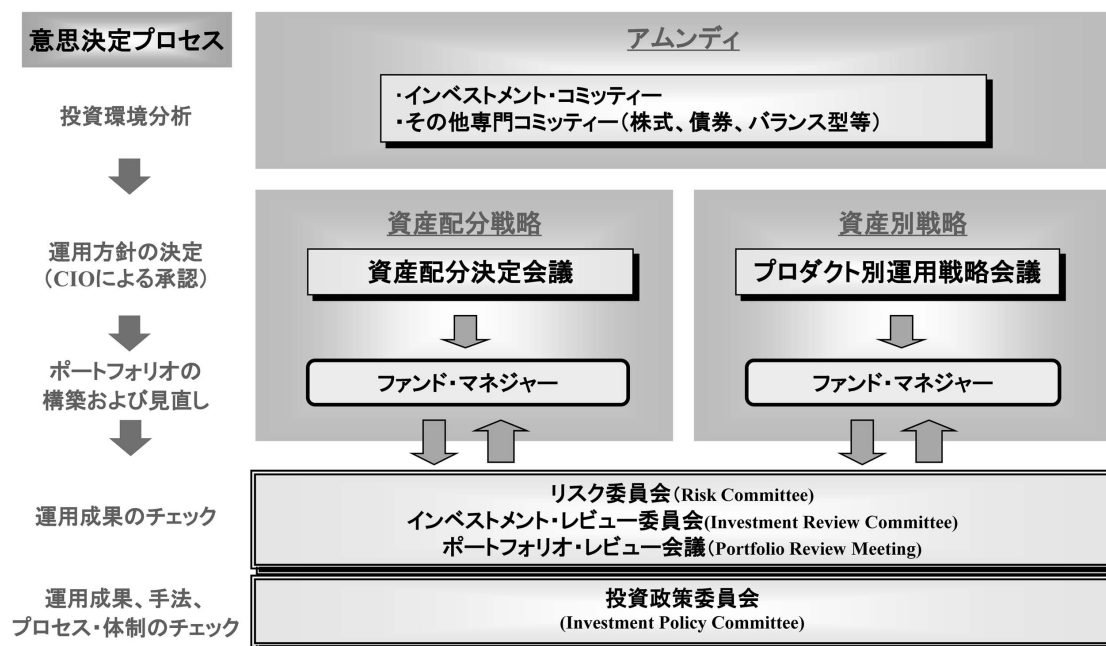 意思決定プロセス
アムンディ
投資環境分析
・インベストメント・コミッティー
・その他専門コミッティー(株式、債券、バランス型等)
運用方針の決定
(CIOによる承認)
資産配分戦略
資産配分決定会議
資産別戦略
プロダクト別運用戦略会議
ポートフォリオの
構築および見直し
ファンド・マネジャー
ファンド・マネジャー
運用成果のチェック
リスク委員会(Risk Committee)
インベストメント・レビュー委員会(Investment Review Committee)
ポートフォリオ・レビュー会議(Portfolio Review Meeting)
運用成果、手法、
プロセス・体制のチェック
投資政策委員会
(Investment Policy Committee)